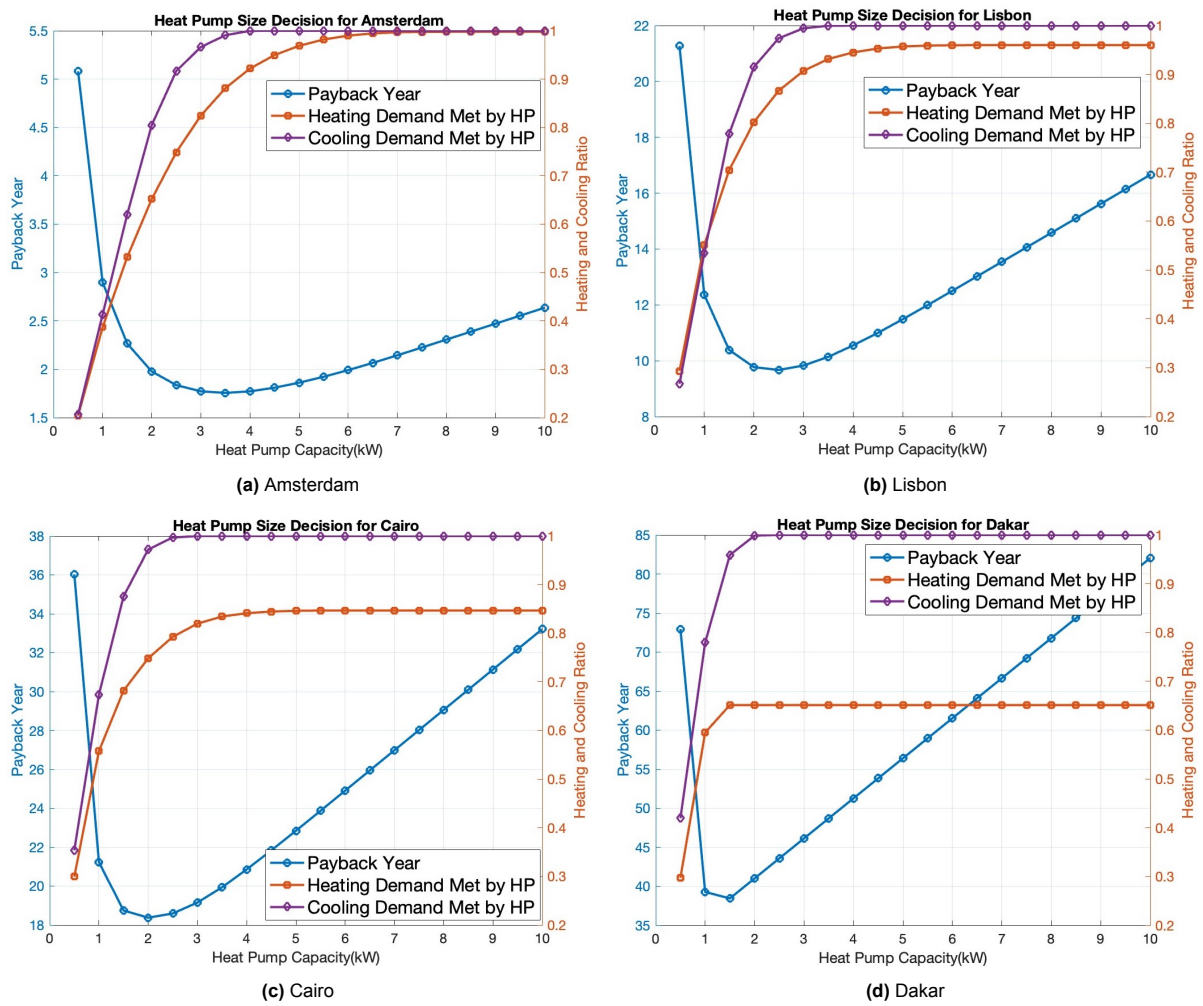 Heat Pump Size Decision for Amsterdam
5.5
5
4.5
4
3.5
3
2.5
2
1.5
Payback Year
1
0.9
0.8
0.7
0.6
0.5
0.4
0.3
0.2
Heating and Cooling Ratio
Payback Year
Heating Demand Met by HP
Cooling Demand Met by HP
0 1 2 3 4 5 6 7 8 9 10
Heat Pump Capacity(kW)
(a) Amsterdam
Heat Pump Size Decision for Lisbon
22
20
18
16
14
12
10
8
Payback Year
1
0.9
0.8
0.7
0.6
0.5
0.4
0.3
0.2
Heating and Cooling Ratio
Payback Year
Heating Demand Met by HP
Cooling Demand Met by HP
0 1 2 3 4 5 6 7 8 9 10
Heat Pump Capacity(kW)
(b) Lisbon
Heat Pump Size Decision for Cairo
38
36
34
32
30
28
26
24
22
20
18
Payback Year
1
0.9
0.8
0.7
0.6
0.5
0.4
0.3
0.2
Heating and Cooling Ratio
Payback Year
Heating Demand Met by HP
Cooling Demand Met by HP
0 1 2 3 4 5 6 7 8 9 10
Heat Pump Capacity(kW)
(c) Cairo
Heat Pump Size Decision for Dakar
85
80
75
70
65
60
55
50
45
40
35
Payback Year
1
0.9
0.8
0.7
0.6
0.5
0.4
0.3
0.2
Heating and Cooling Ratio
Payback Year
Heating Demand Met by HP
Cooling Demand Met by HP
0 1 2 3 4 5 6 7 8 9 10
Heat Pump Capacity(kW)
(d) Dakar